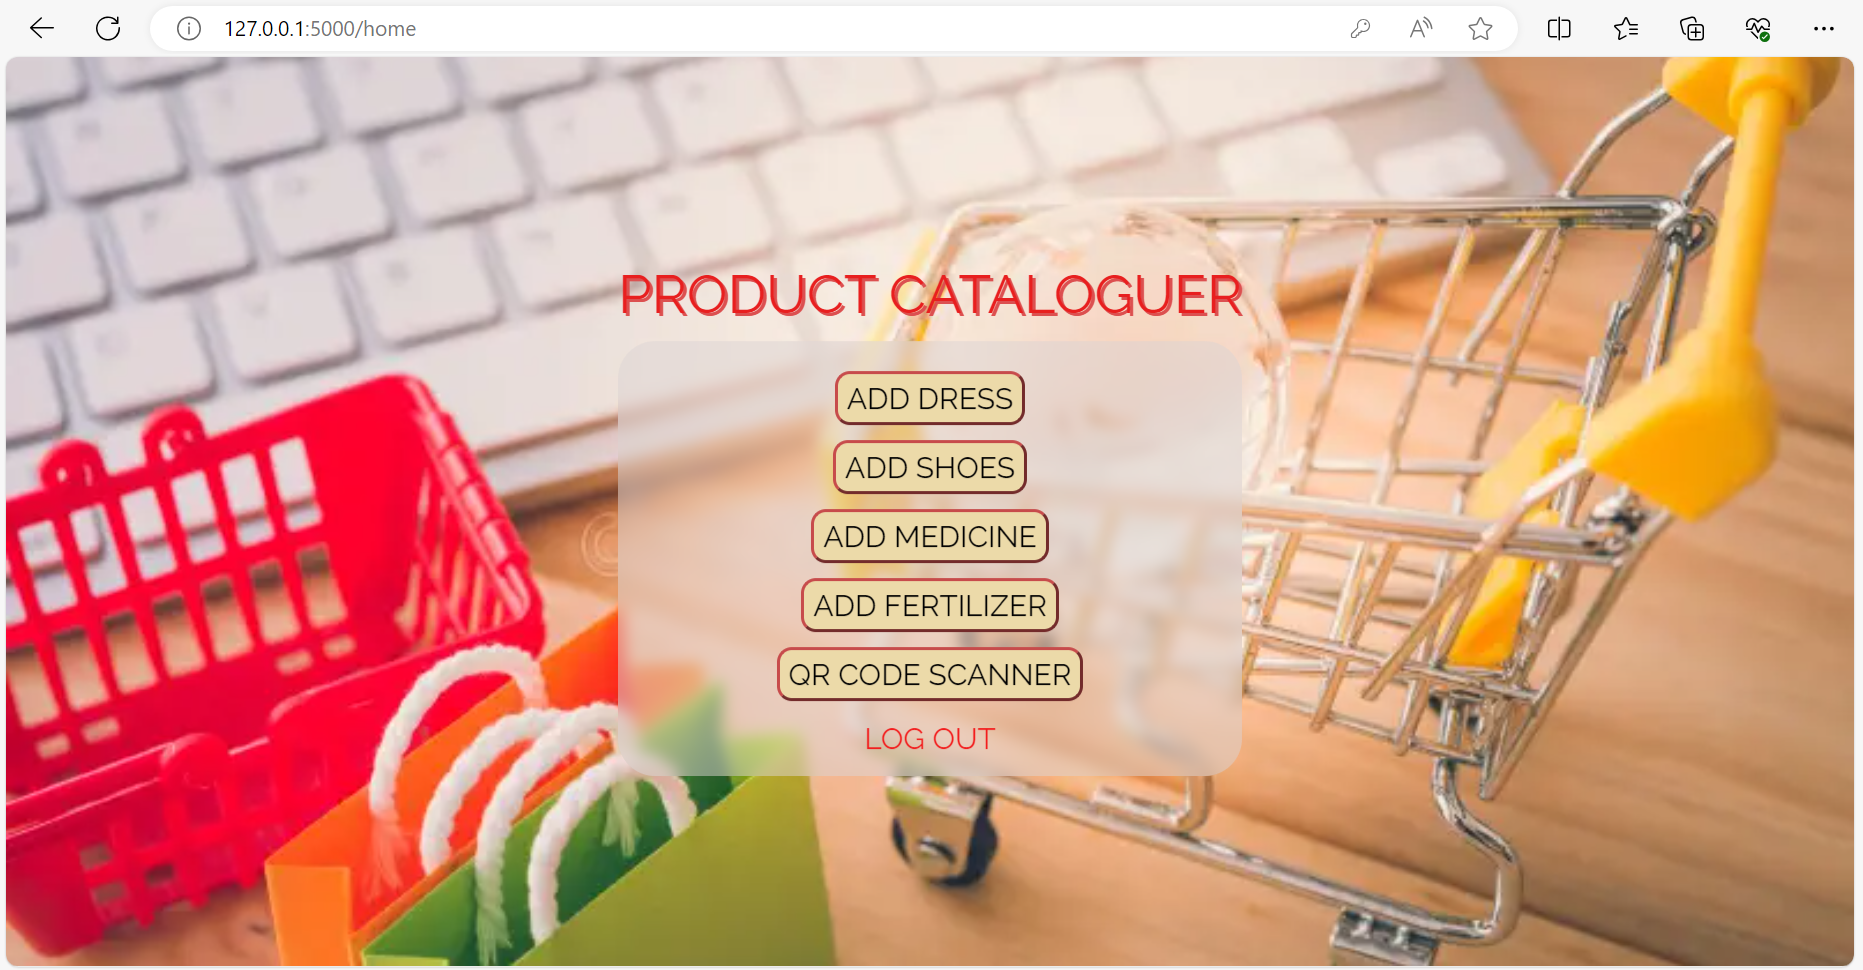 127.0.0.1:5000/home
PRODUCT CATALOGUER
ADD DRESS
ADD SHOES
ADD MEDICINE
ADD FERTILIZER
QR CODE SCANNER
LOG OUT